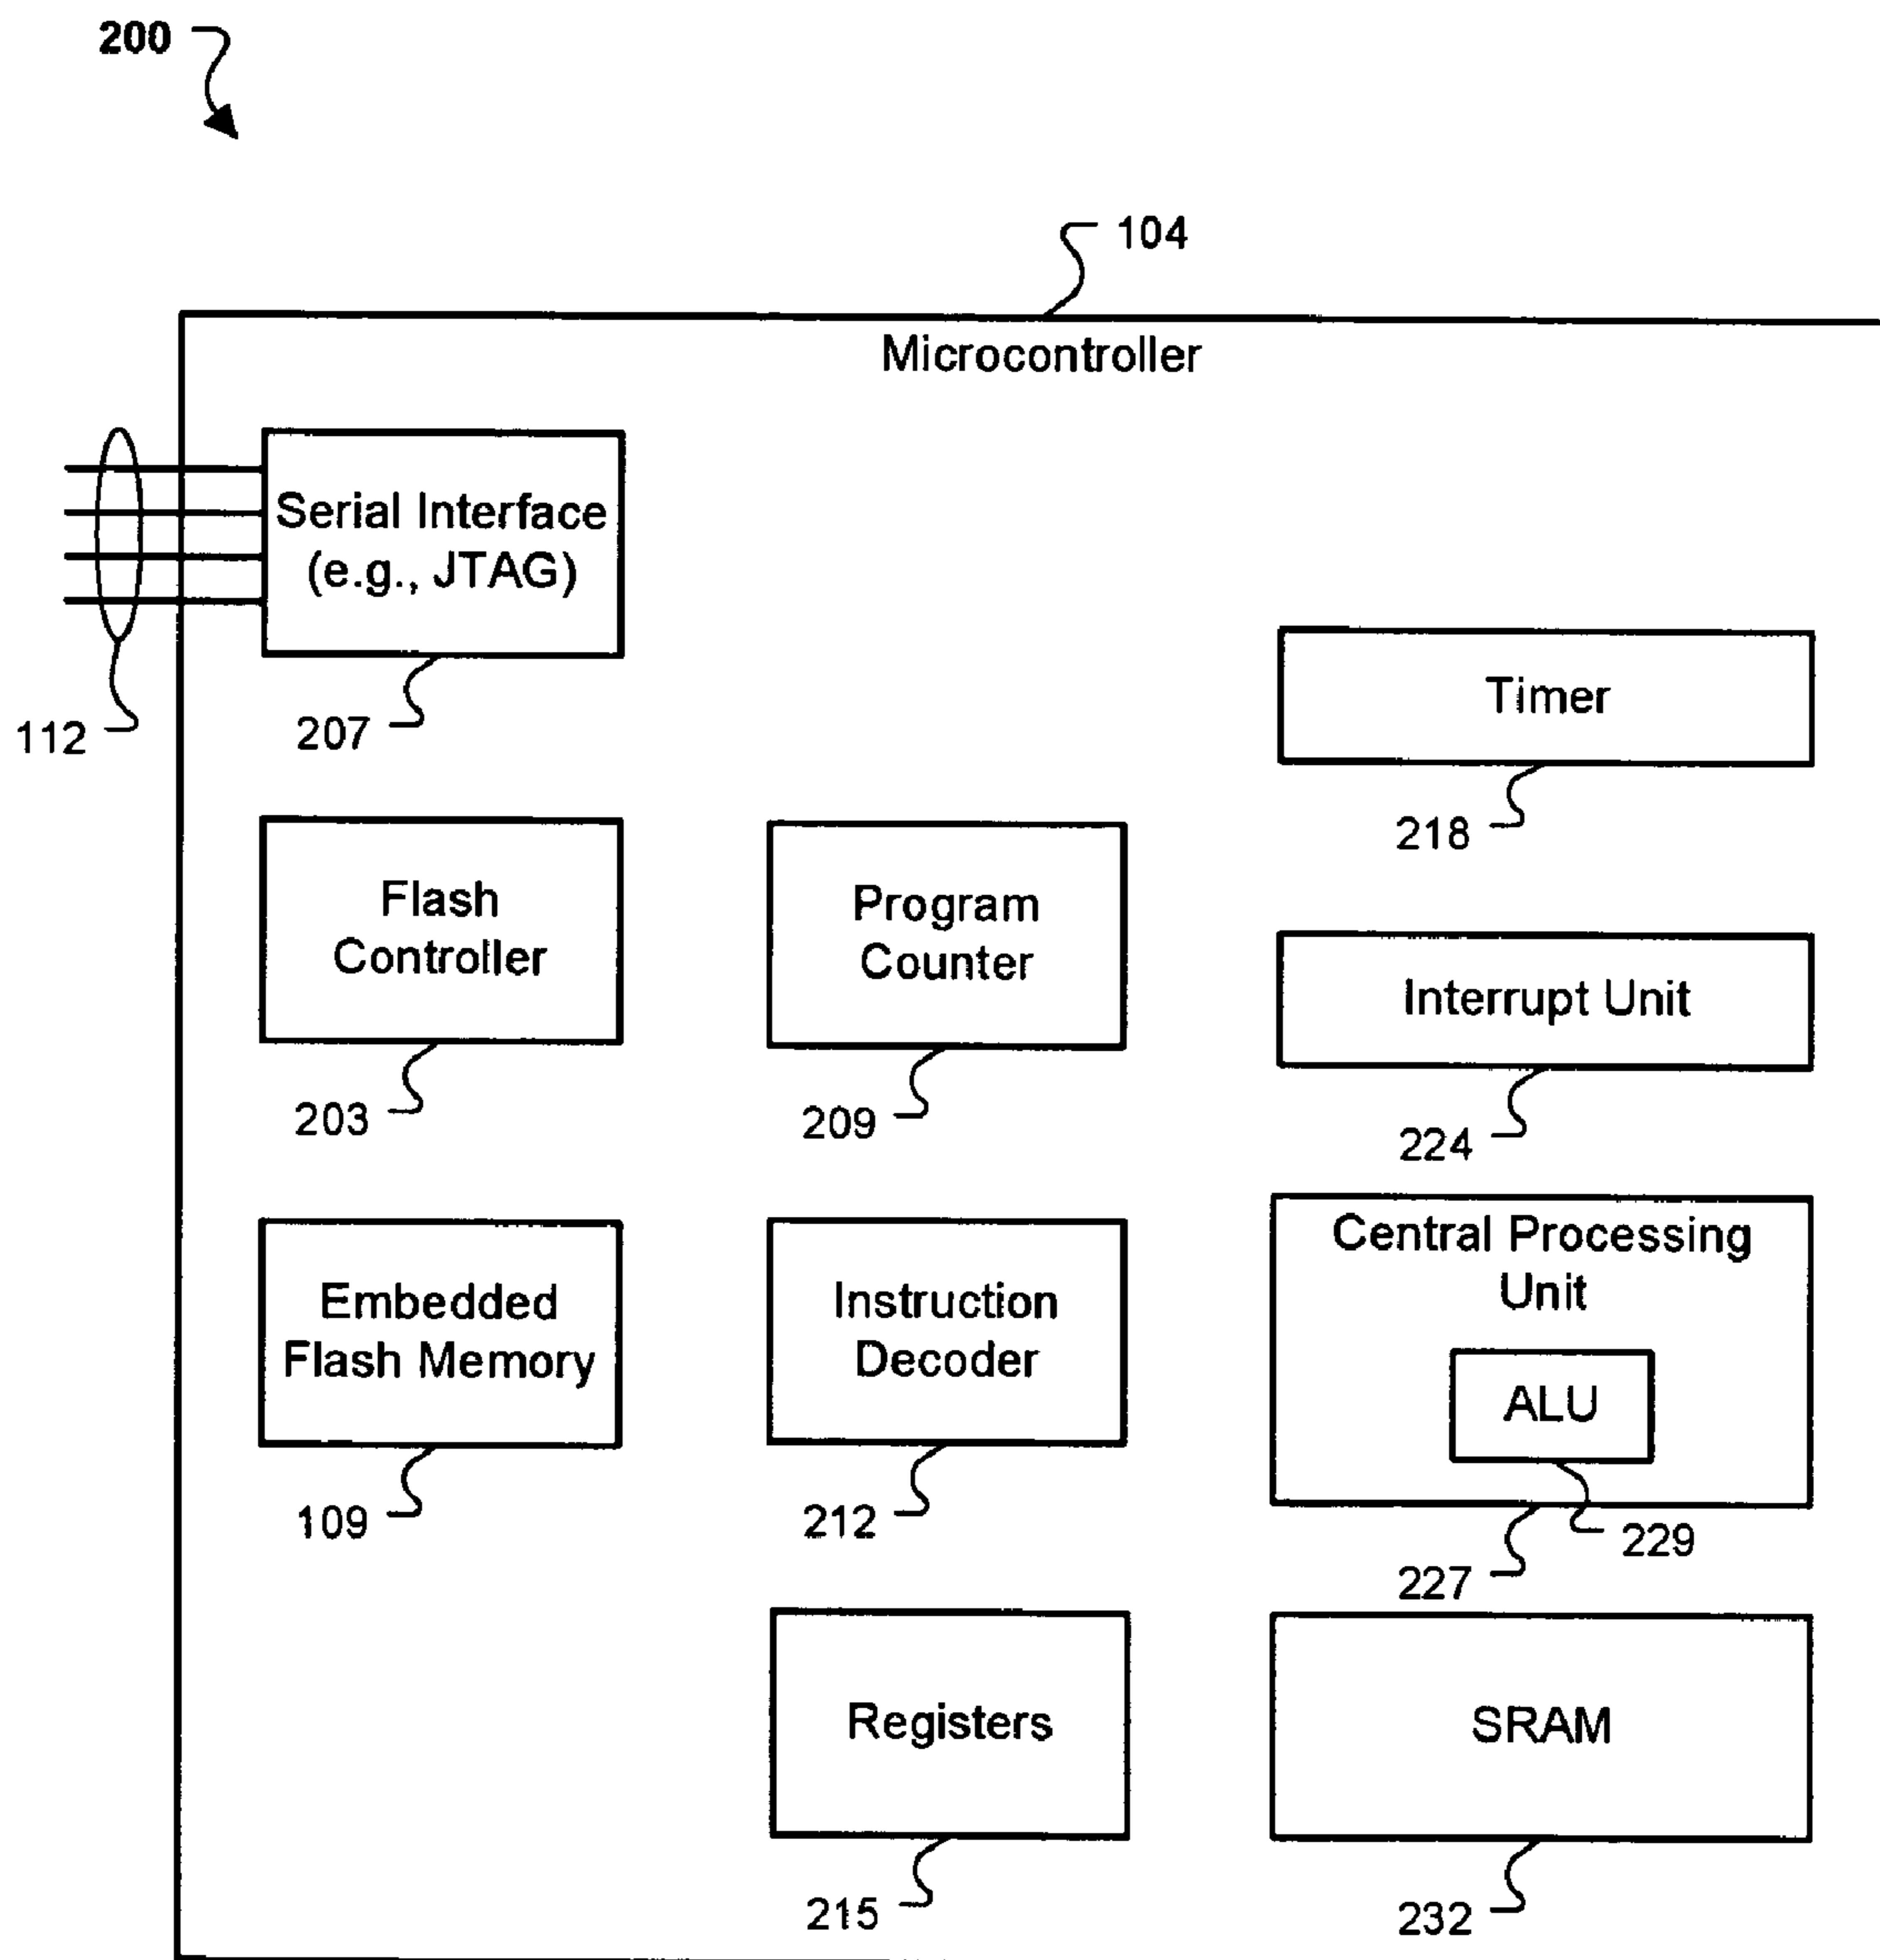 200
104
Microcontroller
Serial Interface
(e.g., JTAG)
112
207
Timer
218
Flash
Controller
203
Program
Counter
209
Interrupt Unit
224
Embedded
Flash Memory
109
Instruction
Decoder
212
Central Processing
Unit
ALU
229
227
Registers
215
SRAM
232